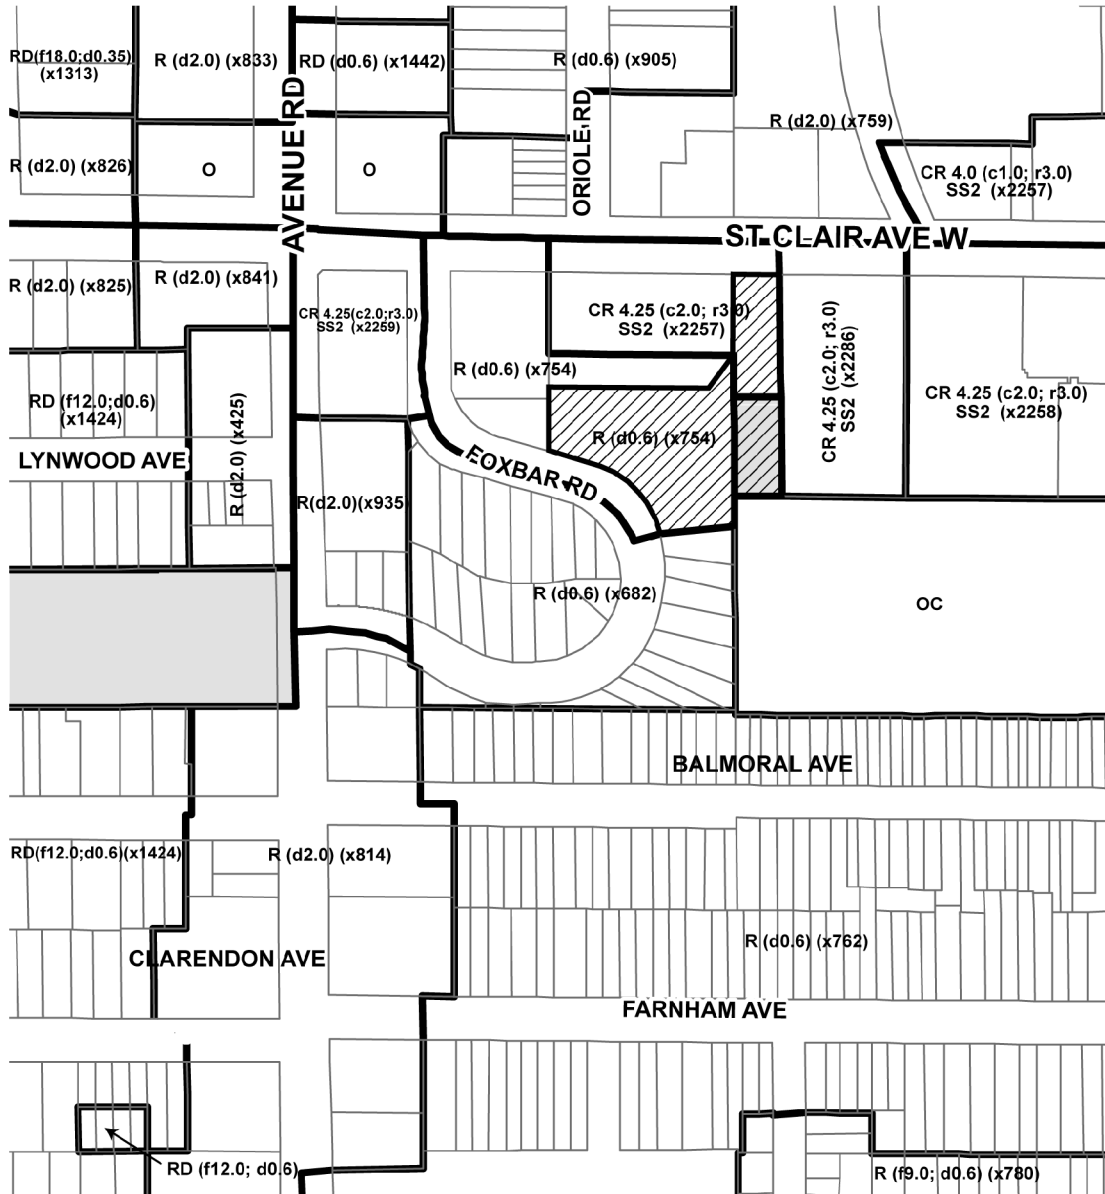 RD(f18.0;d0.35)
(x1313)
R (d2.0) (x833)
RD (d0.6) (x1442)
R (d0.6) (x905)
AVENUE RD
ORIOLE RD
R (d2.0) (x759)
R (d2.0) (x826)
O
O
CR 4.0 (c1.0; r3.0)
SS2 (x2257)
ST CLAIR AVE W
R (d2.0) (x825)
R (d2.0) (x841)
CR 4.25(c2.0;r3.0)
SS2 (x2259)
CR 4.25 (c2.0; r3.0)
SS2 (x2257)
CR 4.25 (c2.0; r3.0)
SS2 (x2286)
R (d0.6) (x754)
RD (f12.0;d0.6)
(x1424)
R (d2.0) (x425)
CR 4.25 (c2.0; r3.0)
SS2 (x2258)
R (d0.6) (x754)
LYNWOOD AVE
FOXBAR RD
R(d2.0)(x935)
R (d0.6) (x682)
OC
BALMORAL AVE
RD(f12.0;d0.6)(x1424)
R (d2.0) (x814)
R (d0.6) (x762)
CLARENDON AVE
FARNHAM AVE
RD (f12.0; d0.6)
R (f9.0; d0.6) (x780)